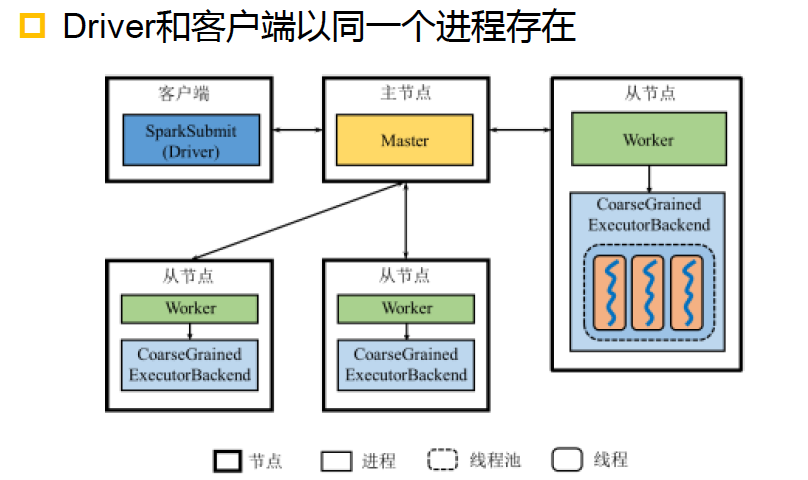 Driver和客户端以同一个进程存在
客户端
SparkSubmit
(Driver)
主节点
Master
从节点
Worker
CoarseGrained
ExecutorBackend
从节点
Worker
CoarseGrained
ExecutorBackend
从节点
Worker
CoarseGrained
ExecutorBackend
节点
进程
线程池
线程